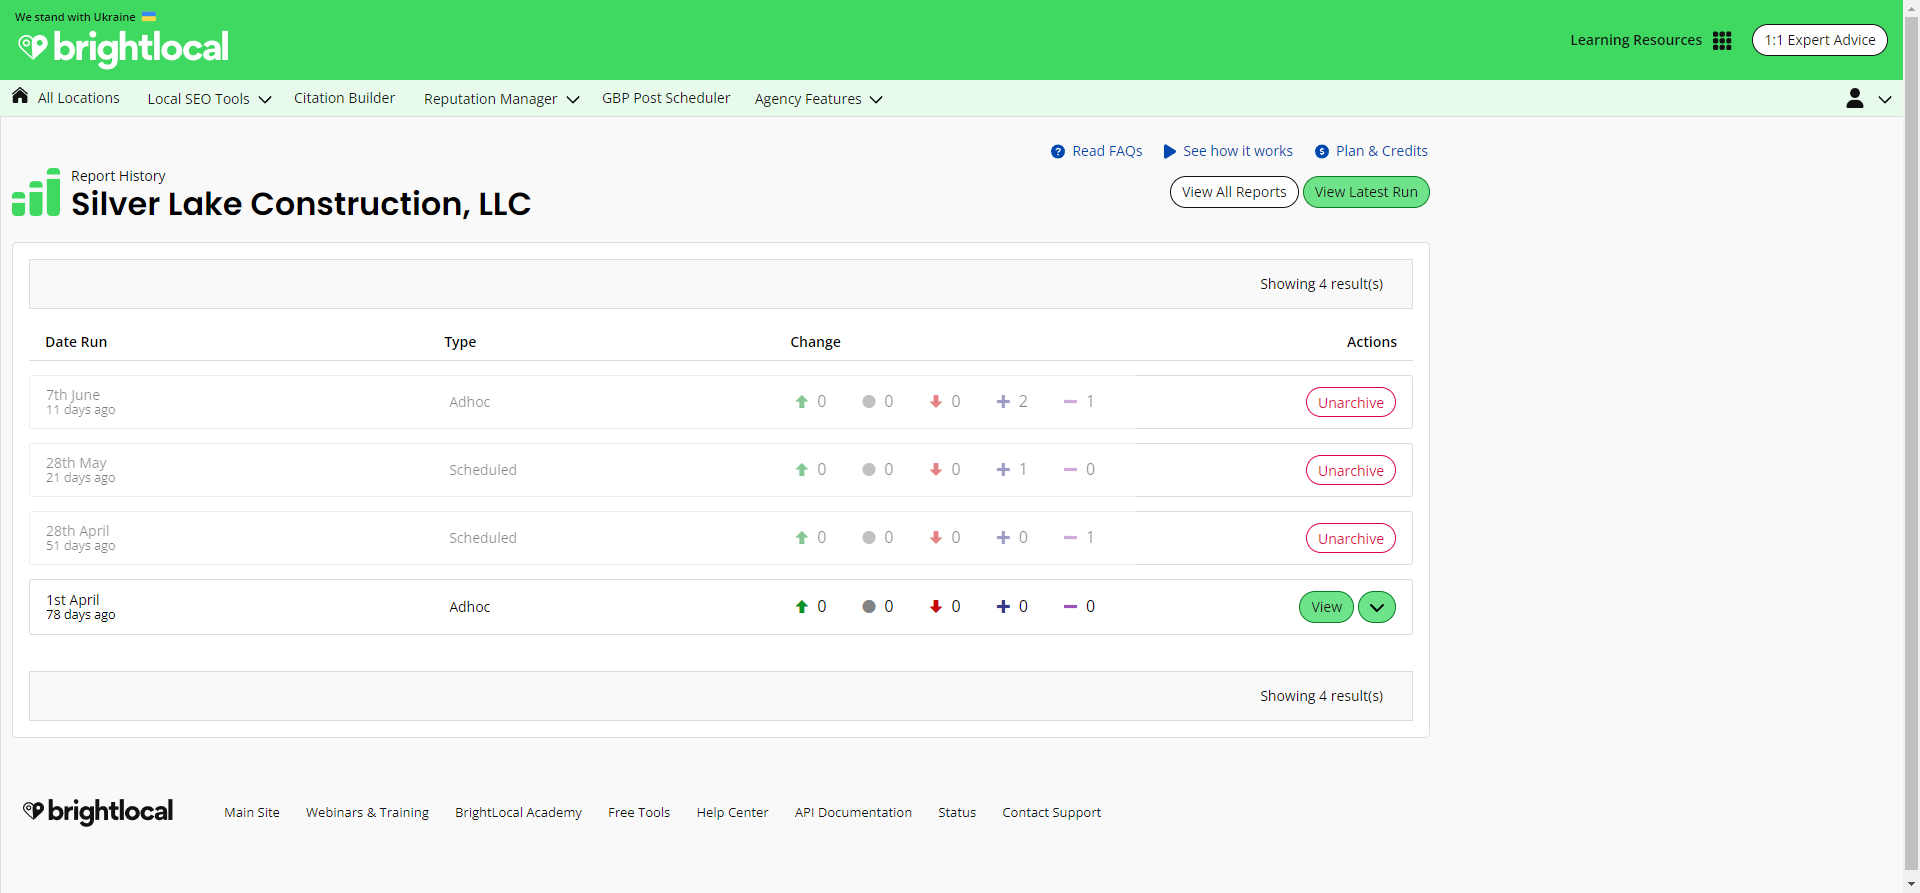 We stand with Ukraine
brightlocal
Learning Resources
1:1 Expert Advice
All Locations
Local SEO Tools
Citation Builder
Reputation Manager
GBP Post Scheduler
Agency Features
Read FAQs
See how it works
Plan & Credits
Report History
Silver Lake Construction, LLC
View All Reports
View Latest Run
Showing 4 result(s)
Date Run Type Change Actions
7th June
11 days ago
Adhoc 0 0 0 2 1 Unarchive
28th May
21 days ago
Scheduled 0 0 0 1 0 Unarchive
28th April
51 days ago
Scheduled 0 0 0 0 1 Unarchive
1st April
78 days ago
Adhoc 0 0 0 0 0 View
Showing 4 result(s)
brightlocal
Main Site
Webinars & Training
BrightLocal Academy
Free Tools
Help Center
API Documentation
Status
Contact Support